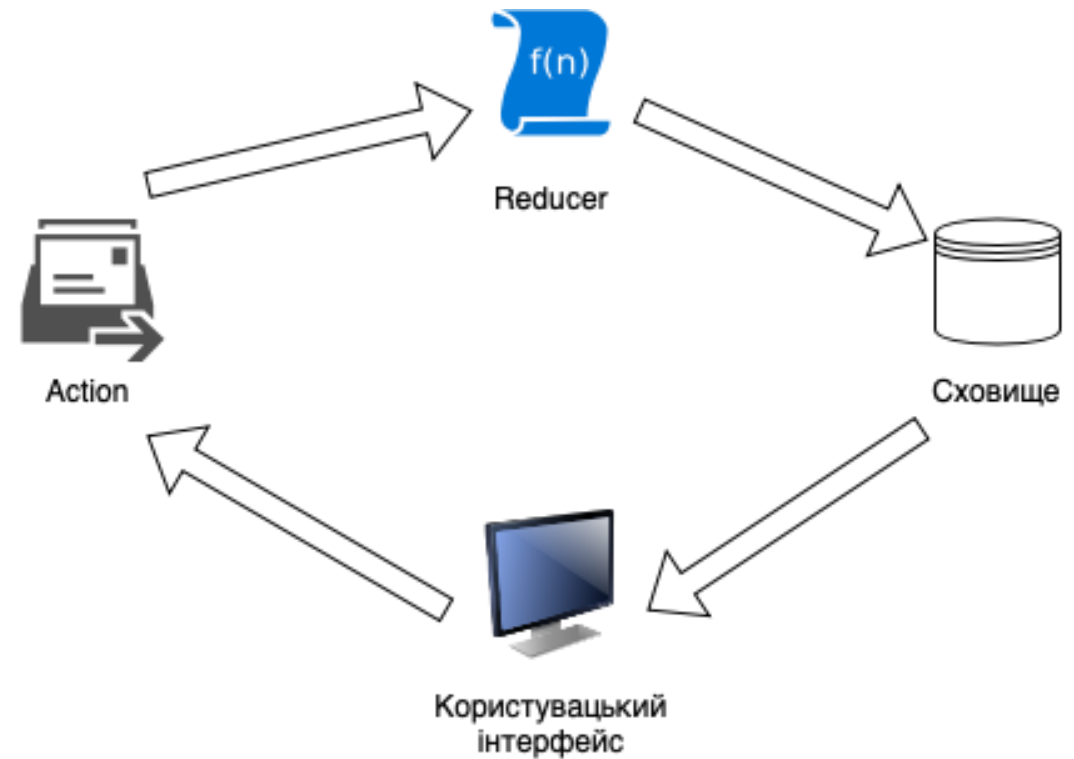 f(n)
Reducer
Action
Сховище
Користувацький
інтерфейс